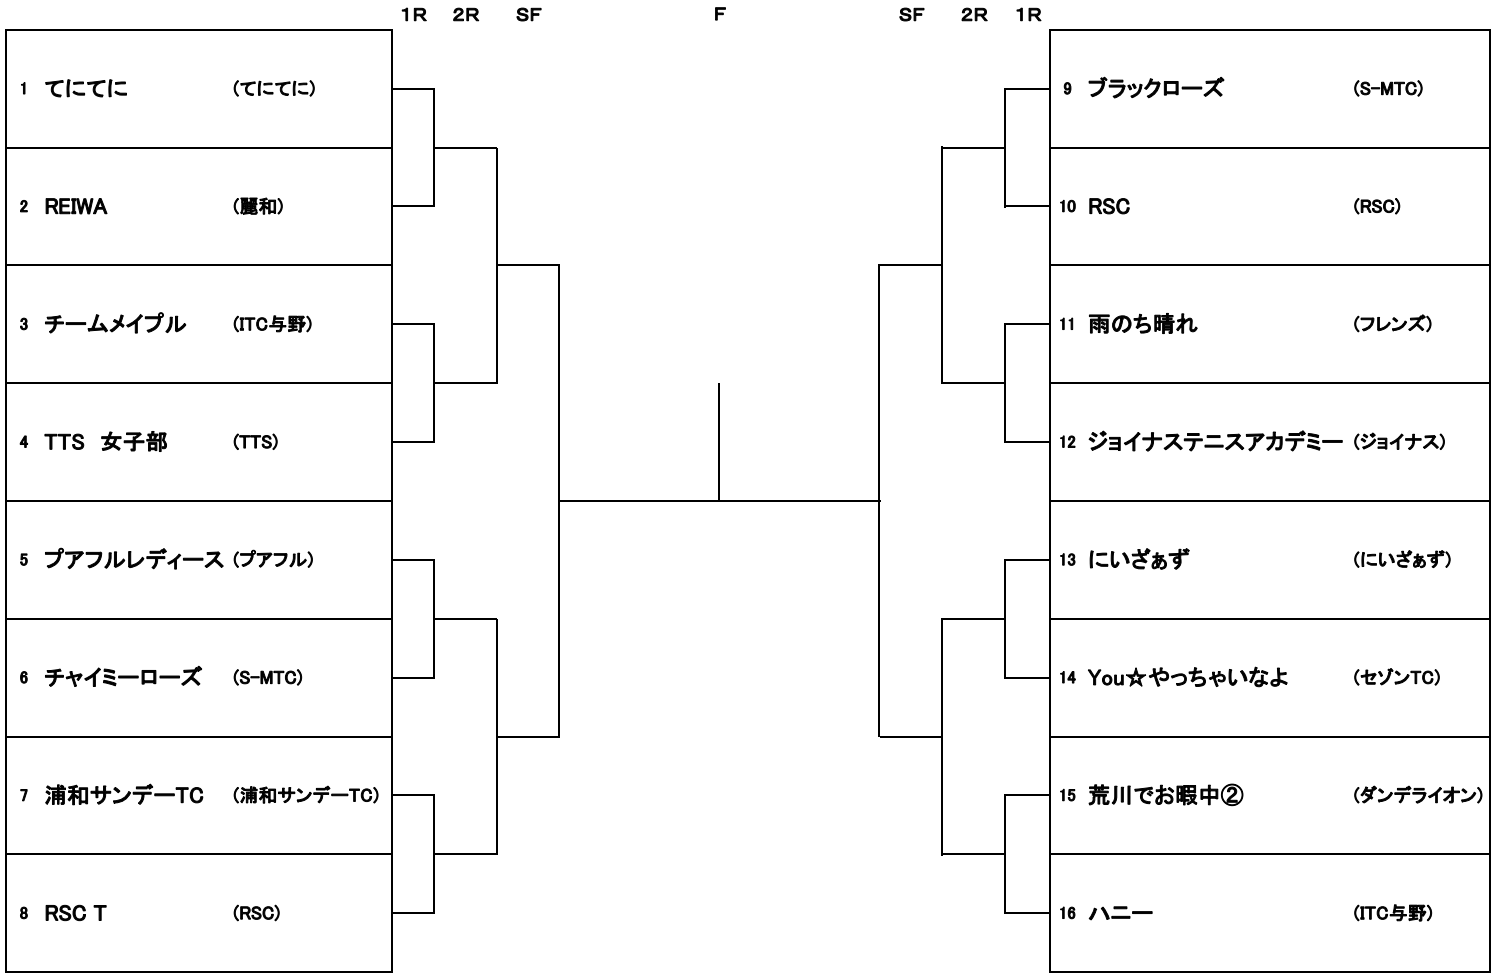 1R 2R SF F SF 2R 1R
1 てにてに (てにてに)
2 REIWA (麗和)
3 チームメイプル (ITC与野)
4 TTS 女子部 (TTS)
5 プアフルレディース (プアフル)
6 チャイミーローズ (S-MTC)
7 浦和サンデーTC (浦和サンデーTC)
8 RSC T (RSC)
9 ブラックローズ (S-MTC)
10 RSC (RSC)
11 雨のち晴れ (フレンズ)
12 ジョイナステニスアカデミー (ジョイナス)
13 にいざぁず (にいざぁず)
14 You☆やっちゃいなよ (セゾンTC)
15 荒川でお暇中② (ダンデライオン)
16 ハニー (ITC与野)